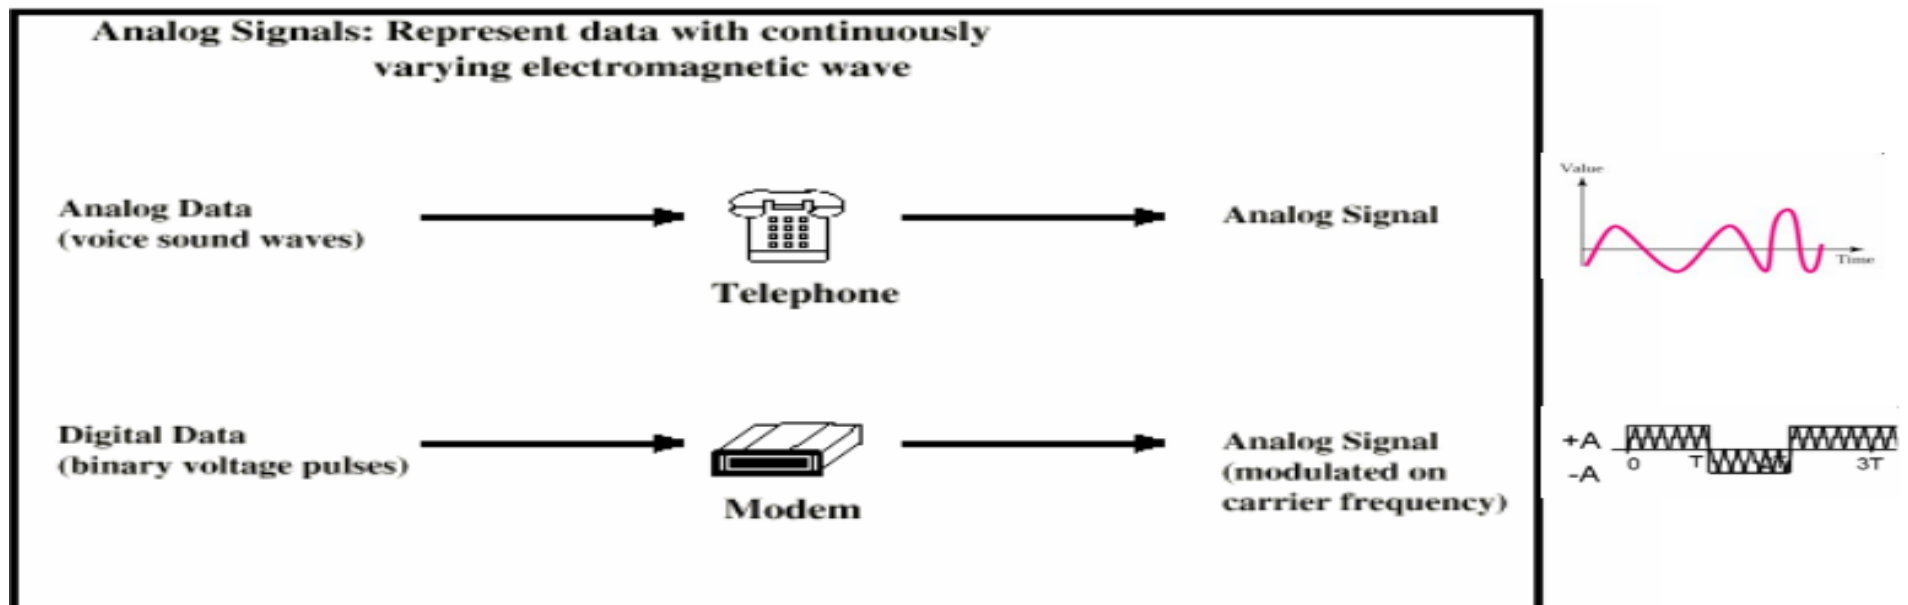 Analog Signals: Represent data with continuously
varying electromagnetic wave
Value
Analog Data
(voice sound waves)
Analog Signal
Time
Telephone
Digital Data
(binary voltage pulses)
Analog Signal
(modulated on
carrier frequency)
+A
-A
0
T
3T
Modem